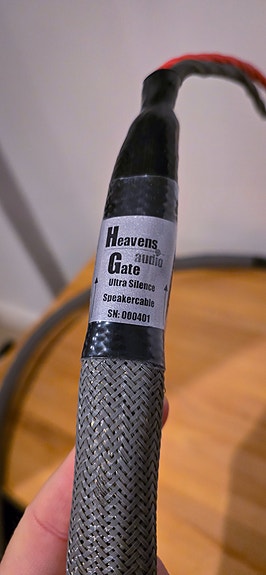 Heavens
audio
Gate
Ultra Silence
Speakercable
SN: 000401